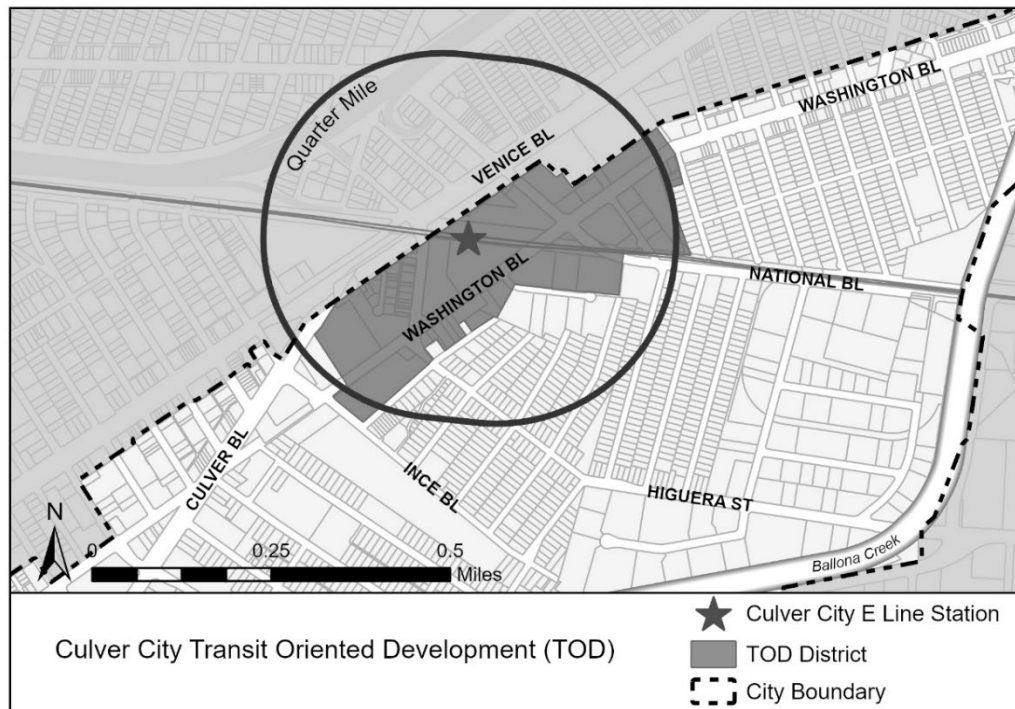 Quarter Mile
VENICE BL
WASHINGTON BL
WASHINGTON BL
NATIONAL BL
CULVER BL
INCE BL
HIGUERA ST
Ballona Creek
N
0 0.25 0.5
Miles
Culver City Transit Oriented Development (TOD)
Culver City E Line Station
TOD District
City Boundary